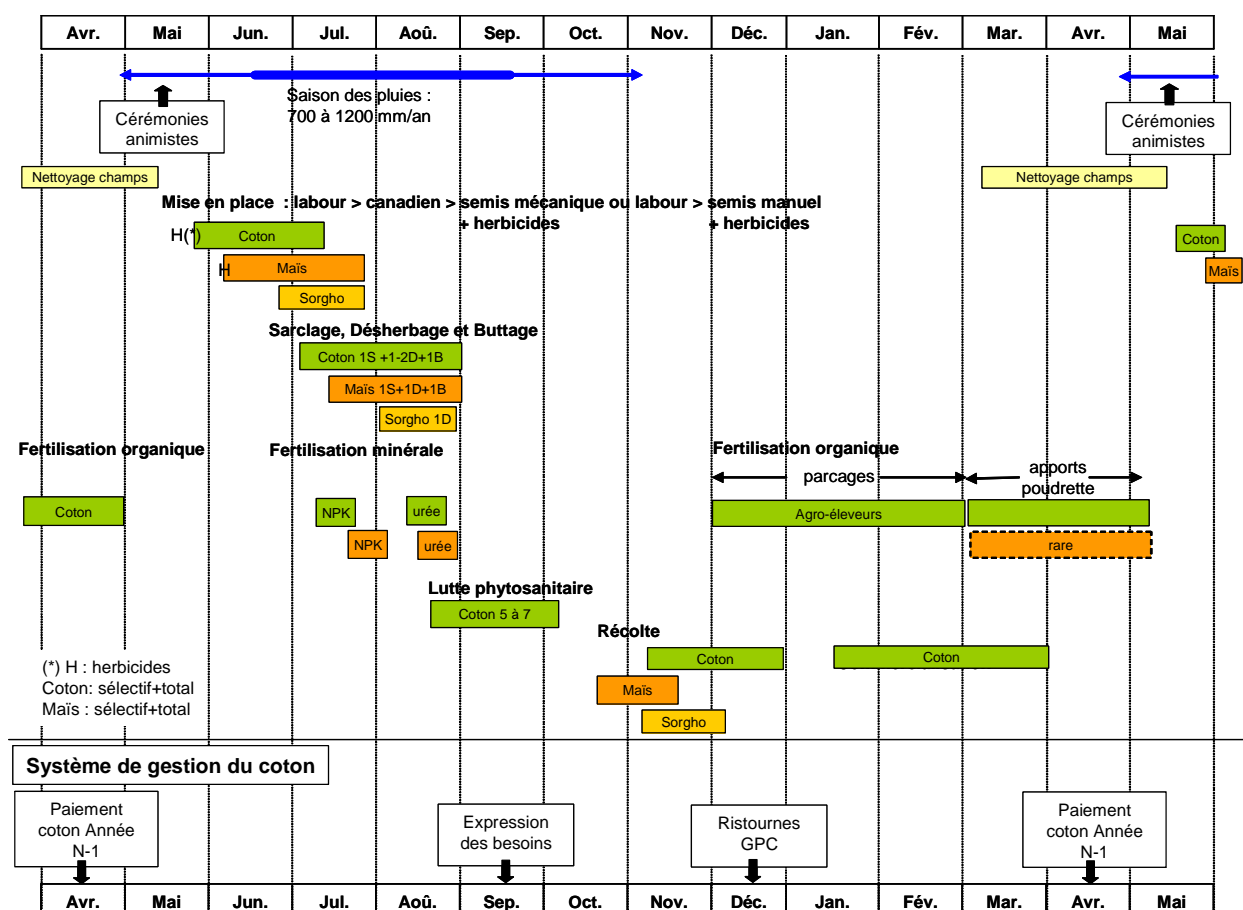 Avr. Mai Jun. Jul. Aoû. Sep. Oct. Nov. Déc. Jan. Fév. Mar. Avr. Mai
Saison des pluies :
700 à 1200 mm/an
Cérémonies
animistes
Cérémonies
animistes
Nettoyage champs
Nettoyage champs
Mise en place : labour > canadien > semis mécanique ou labour > semis manuel
+ herbicides + herbicides
H(*) Coton
Coton
H Maïs
Maïs
Sorgho
Sarclage, Désherbage et Buttage
Coton 1S +1-2D+1B
Maïs 1S+1D+1B
Sorgho 1D
Fertilisation organique Fertilisation minérale Fertilisation organique
parcages
apports
poudrette
Coton NPK urée Agro-éleveurs
NPK urée rare
Lutte phytosanitaire
Coton 5 à 7
Récolte
Coton Coton
Maïs
Sorgho
(*) H : herbicides
Coton: sélectif+total
Maïs : sélectif+total
Système de gestion du coton
Paiement
coton Année
N-1
Expression
des besoins
Ristournes
GPC
Paiement
coton Année
N-1
Avr. Mai Jun. Jul. Aoû. Sep. Oct. Nov. Déc. Jan. Fév. Mar. Avr. Mai